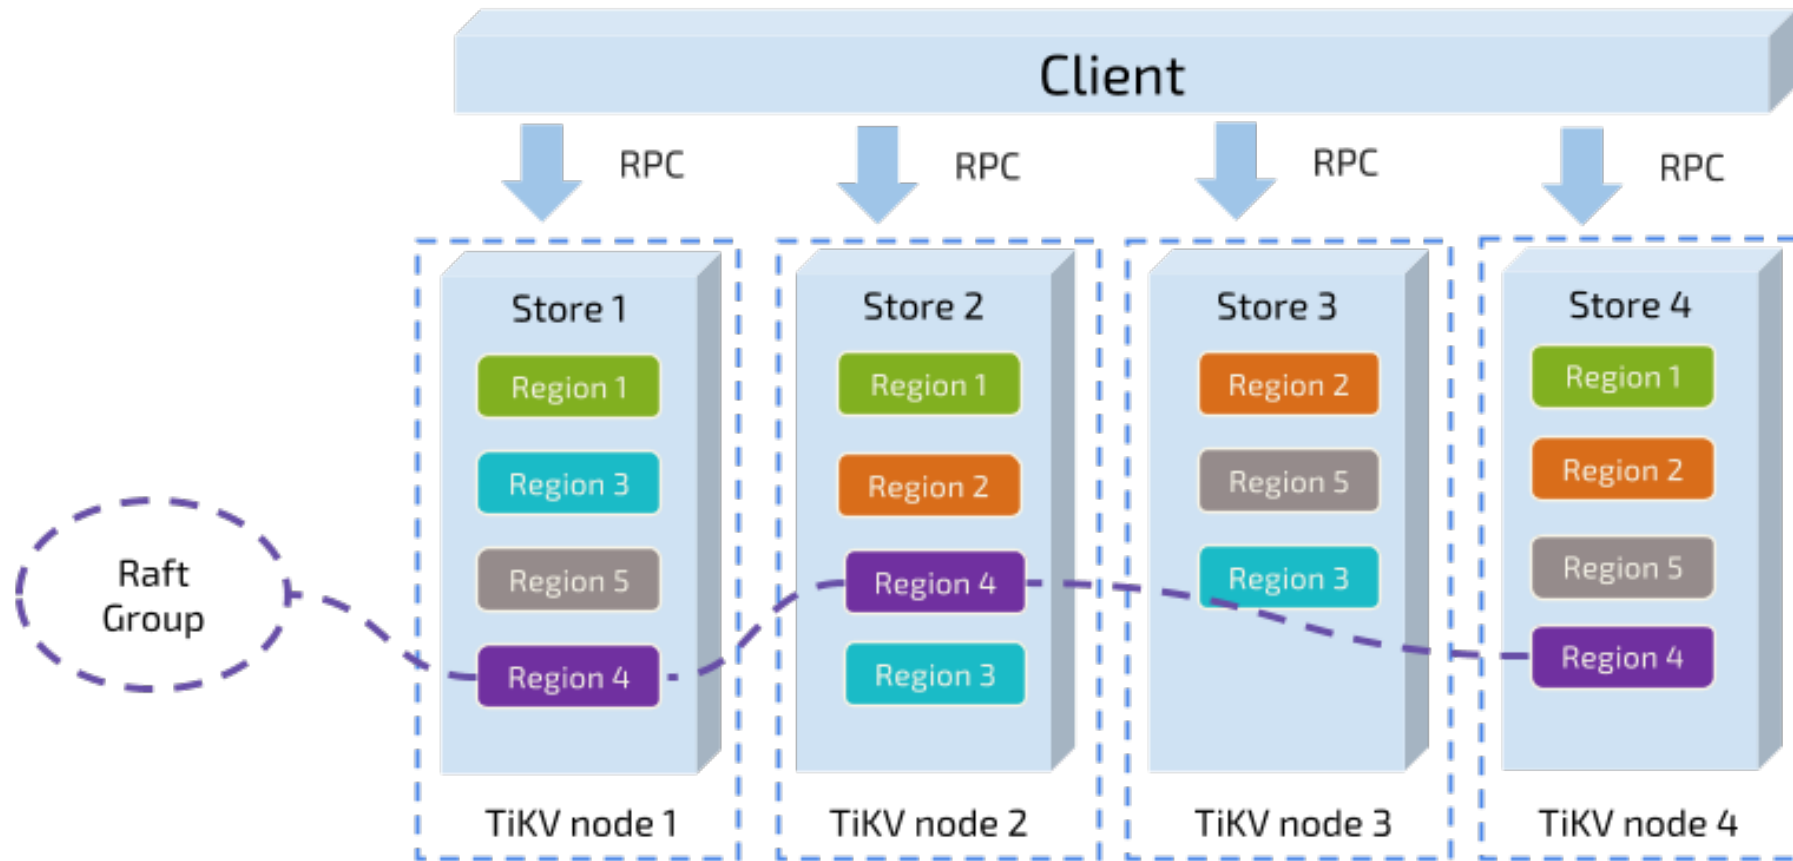 Client
RPC
RPC
RPC
RPC
Store 1
Region 1
Region 3
Region 5
Region 4
TiKV node 1
Store 2
Region 1
Region 2
Region 4
Region 3
TiKV node 2
Store 3
Region 2
Region 5
Region 3
TiKV node 3
Store 4
Region 1
Region 2
Region 5
Region 4
TiKV node 4
Raft
Group